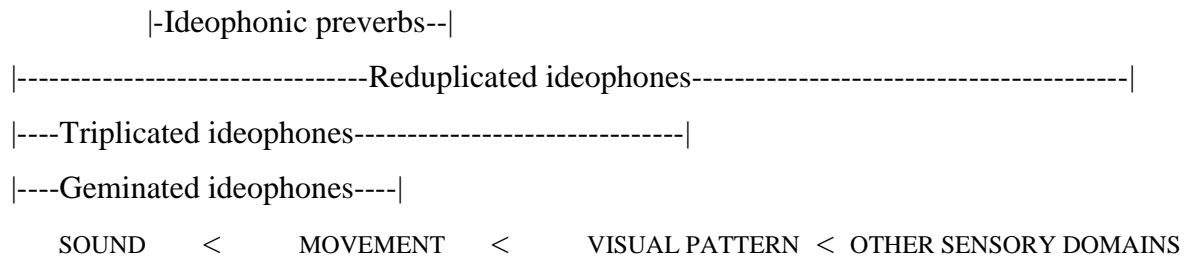 |-Ideophonic preverbs--|
|---------------------------------Reduplicated ideophones-----------------------------------------|
|----Triplicated ideophones-------------------------------|
|----Geminated ideophones----|
SOUND < MOVEMENT < VISUAL PATTERN < OTHER SENSORY DOMAINS